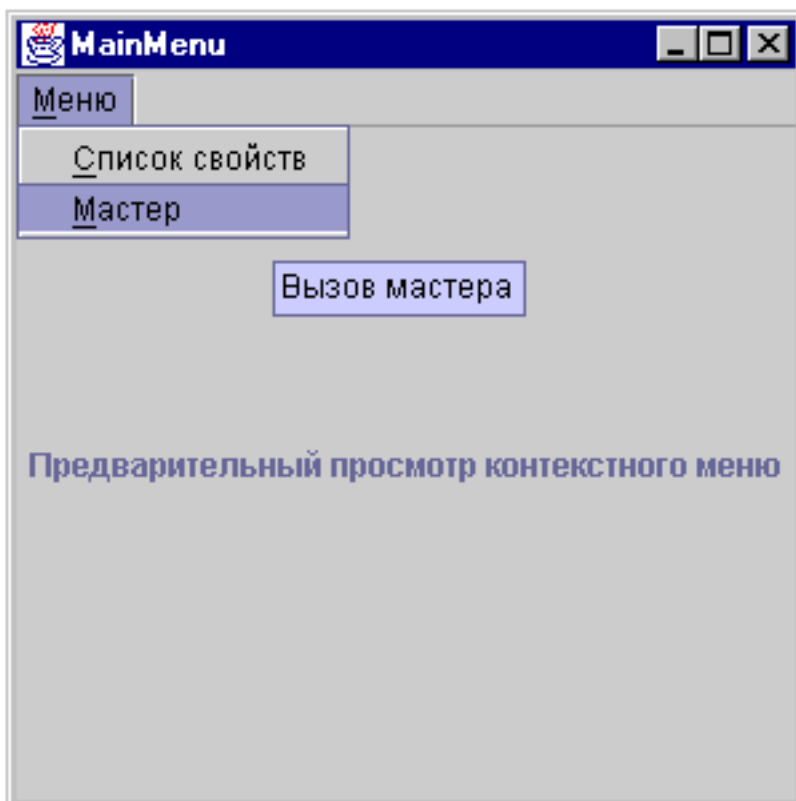 MainMenu
Меню
Список свойств
Мастер
Вызов мастера
Предварительный просмотр контекстного меню